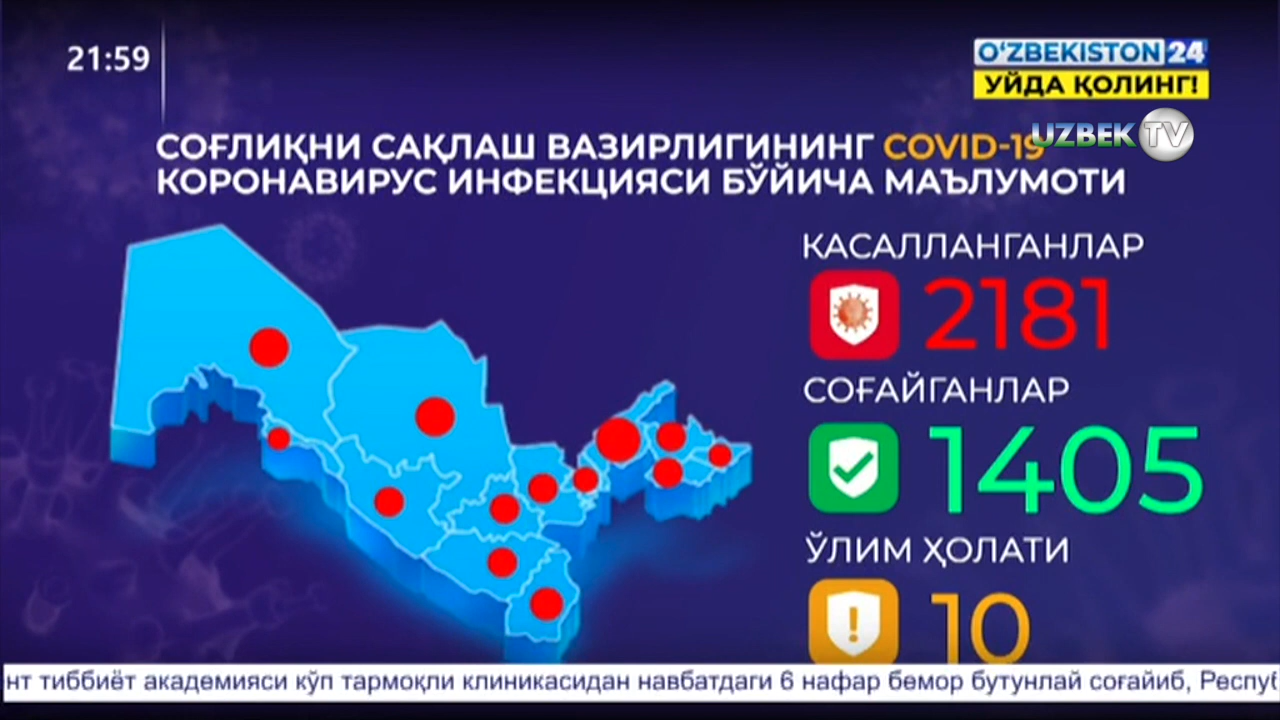 21:59
O‘ZBEKISTON 24
УЙДА ҚОЛИНГ!
UZBEK TV
СОҒЛИҚНИ САҚЛАШ ВАЗИРЛИГИНИНГ COVID-19
КОРОНАВИРУС ИНФЕКЦИЯСИ БЎЙИЧА МАЪЛУМОТИ
КАСАЛЛАНГАНЛАР
2181
СОҒАЙГАНЛАР
1405
ЎЛИМ ҲОЛАТИ
10
нт тиббиёт академияси кўп тармоқли клиникасидан навбатдаги 6 нафар бемор бутунлай соғайиб, Респуб